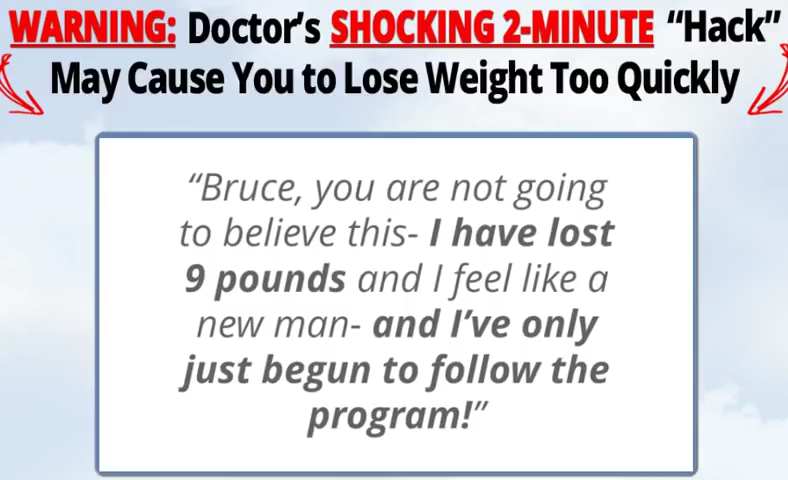 WARNING: Doctor's SHOCKING 2-MINUTE “Hack”
May Cause You to Lose Weight Too Quickly
“Bruce, you are not going
to believe this- I have lost
9 pounds and I feel like a
new man- and I’ve only
just begun to follow the
program!”